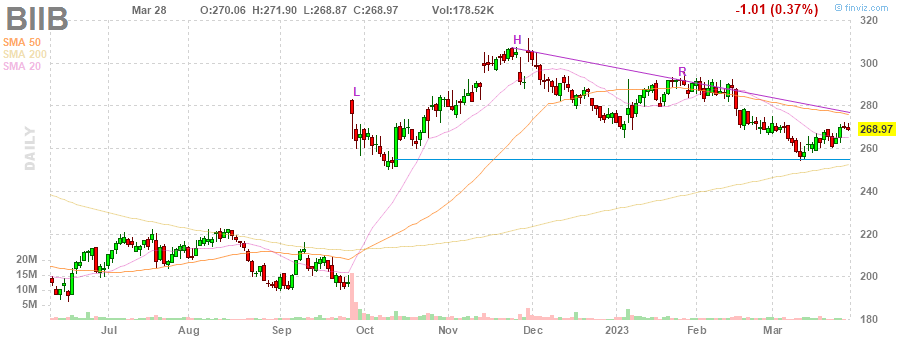 BIIB Mar 28 O:270.06 H:271.90 L:268.87 C:268.97 Vol:178.52K -1.01 (0.37%) finviz.com
SMA 50
SMA 200
SMA 20
DAILY
L
H
R
320
300
280
268.97
260
240
220
200
180
20M
15M
10M
5M
Jul Aug Sep Oct Nov Dec 2023 Feb Mar